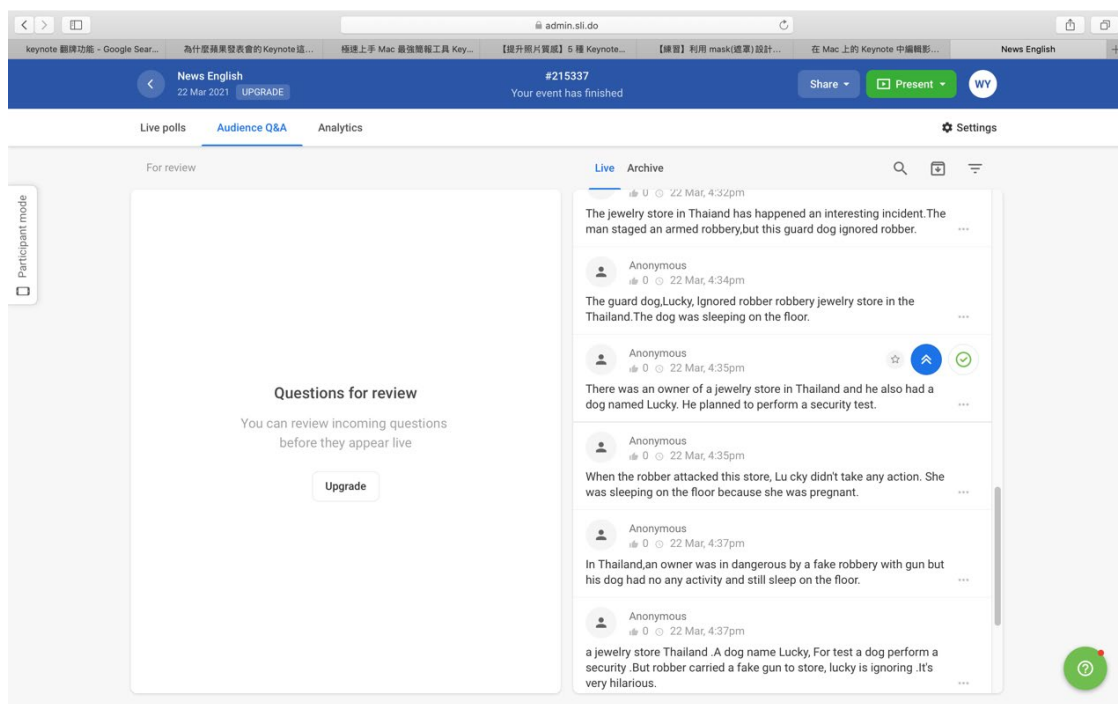 admin.sli.do
keynote 翻牌功能 - Google Sear...
為什麼蘋果發表會的 Keynote 這...
極速上手 Mac 最強簡報工具 Key...
【提升照片質感】5 種 Keynote...
【練習】利用 mask(遮罩) 設計...
在 Mac 上的 Keynote 中編輯影...
News English
News English
22 Mar 2021 UPGRADE
#215337
Your event has finished
Share
Present
WY
Live polls
Audience Q&A
Analytics
Settings
Participant mode
For review
Questions for review
You can review incoming questions
before they appear live
Upgrade
Live
Archive
0 22 Mar, 4:32pm
The jewelry store in Thaiand has happened an interesting incident.The
man staged an armed robbery,but this guard dog ignored robber.
Anonymous
0 22 Mar, 4:34pm
The guard dog,Lucky, Ignored robber robbery jewelry store in the
Thailand.The dog was sleeping on the floor.
Anonymous
0 22 Mar, 4:35pm
There was an owner of a jewelry store in Thailand and he also had a
dog named Lucky. He planned to perform a security test.
Anonymous
0 22 Mar, 4:35pm
When the robber attacked this store, Lu cky didn't take any action. She
was sleeping on the floor because she was pregnant.
Anonymous
0 22 Mar, 4:37pm
In Thailand,an owner was in dangerous by a fake robbery with gun but
his dog had no any activity and still sleep on the floor.
Anonymous
0 22 Mar, 4:37pm
a jewelry store Thailand .A dog name Lucky, For test a dog perform a
security .But robber carried a fake gun to store, lucky is ignoring .It's
very hilarious.